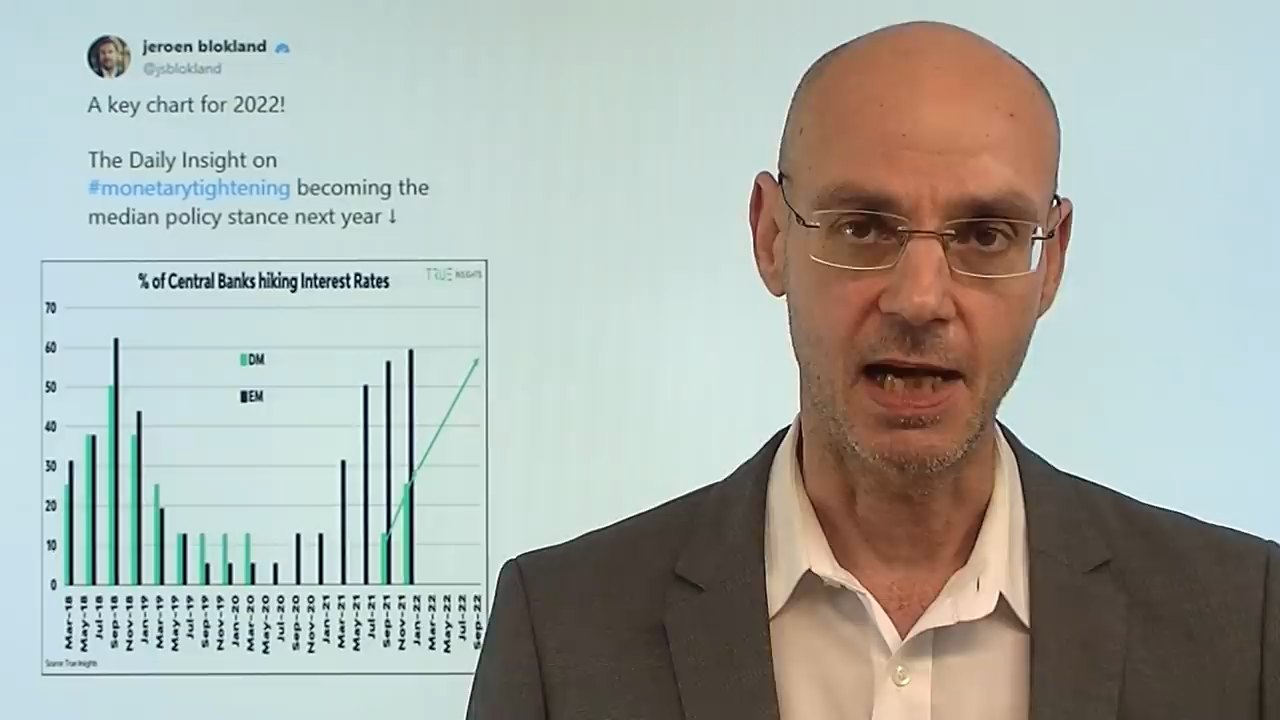 jeroen blokland
@jsblokland
A key chart for 2022!
The Daily Insight on
#monetarytightening becoming the
median policy stance next year ↓
% of Central Banks hiking Interest Rates
TRUE INSIGHTS
70
60
50
40
30
20
10
0
DM
EM
Mar-18
May-18
Jul-18
Sep-18
Nov-18
Jan-19
Mar-19
May-19
Jul-19
Sep-19
Nov-19
Jan-20
Mar-20
May-20
Jul-20
Sep-20
Nov-20
Jan-21
Mar-21
May-21
Jul-21
Sep-21
Nov-21
Jan-22
Mar-22
May-22
Jul-22
Sep-22
Source: True Insights